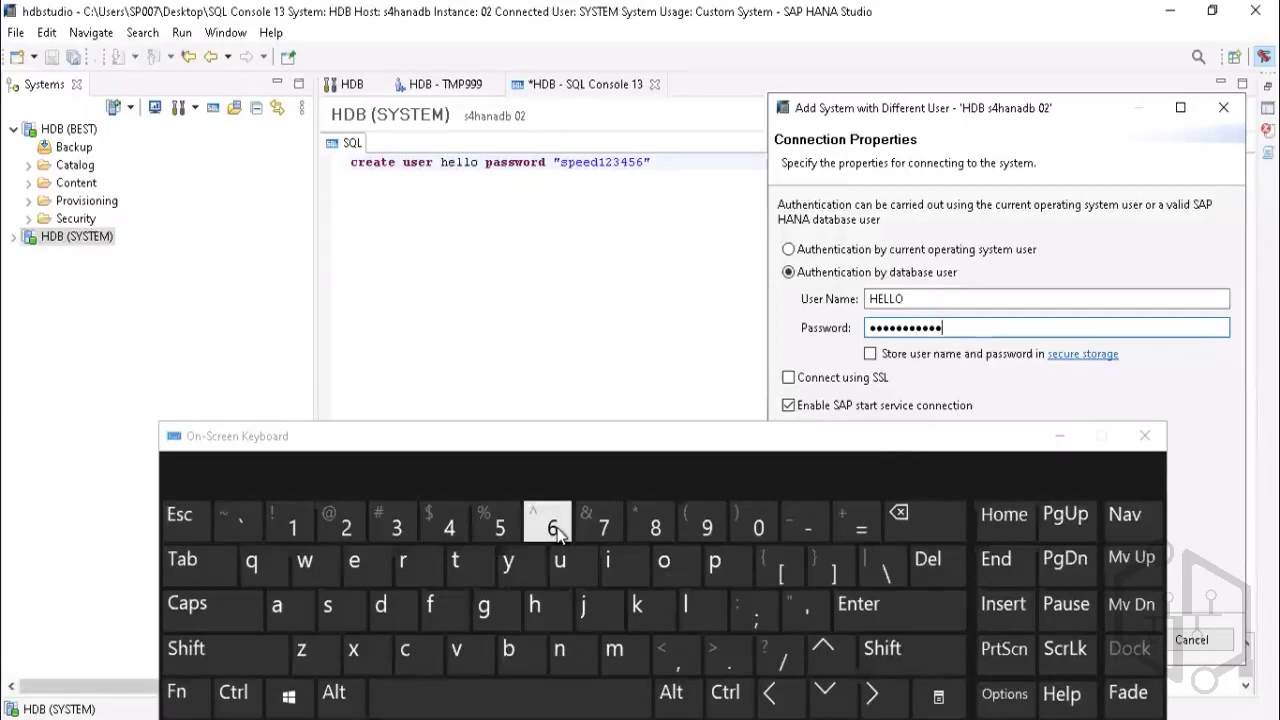 hdbstudio - C:\Users\SP007\Desktop\SQL Console 13 System: HDB Host: s4hanadb Instance: 02 Connected User: SYSTEM System Usage: Custom System - SAP HANA Studio
File Edit Navigate Search Run Window Help
Systems
HDB (BEST)
Backup
Catalog
Content
Provisioning
Security
HDB (SYSTEM)
HDB HDB - TMP999 *HDB - SQL Console 13
HDB (SYSTEM) s4hanadb 02
SQL
create user hello password "speed123456"
Add System with Different User - 'HDB s4hanadb 02'
Connection Properties
Specify the properties for connecting to the system.
Authentication can be carried out using the current operating system user or a valid SAP
HANA database user
Authentication by current operating system user
Authentication by database user
User Name: HELLO
Password: ●●●●●●●●●●●
Store user name and password in secure storage
Connect using SSL
Enable SAP start service connection
Cancel
On-Screen Keyboard
Esc ~ ` ! 1 @ 2 # 3 $ 4 % 5 ^ 6 & 7 * 8 ( 9 ) 0 _ - + = Home PgUp Nav
Tab q w e r t y u i o p { [ } ] | \ Del End PgDn Mv Up
Caps a s d f g h j k l : ; " ' Enter Insert Pause Mv Dn
Shift z x c v b n m < , > . ? / Shift PrtScn ScrLk Dock
Fn Ctrl Alt Alt Ctrl Options Help Fade
HDB (SYSTEM)